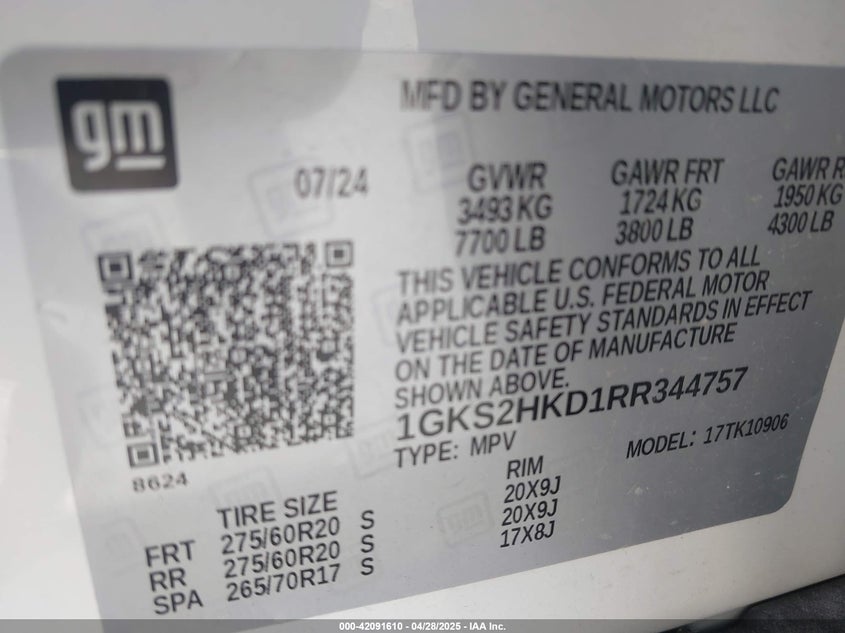 gm
MFD BY GENERAL MOTORS LLC
07/24
GVWR GAWR FRT GAWR R
3493 KG 1724 KG 1950 KG
7700 LB 3800 LB 4300 LB
THIS VEHICLE CONFORMS TO ALL
APPLICABLE U.S. FEDERAL MOTOR
VEHICLE SAFETY STANDARDS IN EFFECT
ON THE DATE OF MANUFACTURE
SHOWN ABOVE.
1GKS2HKD1RR344757
TYPE: MPV MODEL: 17TK10906
8624
TIRE SIZE RIM
FRT 275/60R20 S 20X9J
RR 275/60R20 S 20X9J
SPA 265/70R17 S 17X8J
gm
000-42091610 / 04/28/2025 - IAA Inc.